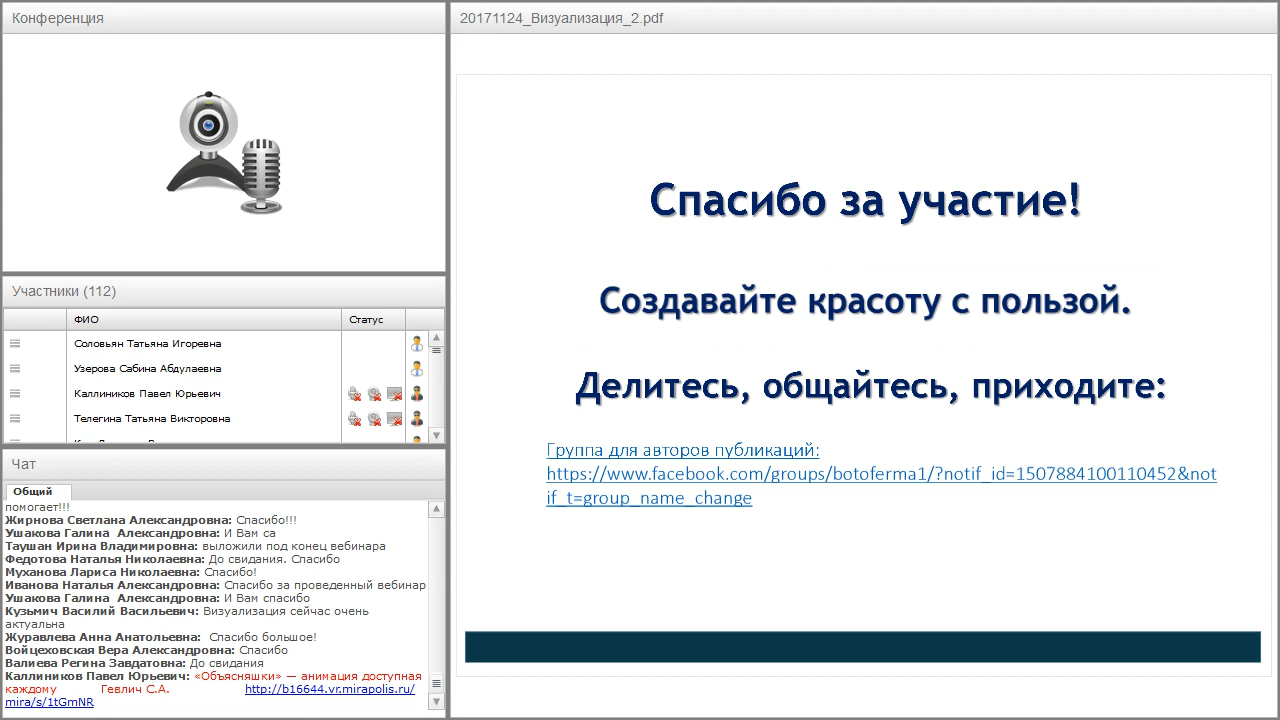 Конференция
Участники (112)
ФИО Статус
Соловьян Татьяна Игоревна
Узерова Сабина Абдулаевна
Каллиников Павел Юрьевич
Телегина Татьяна Викторовна
Чат
Общий
помогает!!!
Жирнова Светлана Александровна: Спасибо!!!
Ушакова Галина Александровна: И Вам са
Таушан Ирина Владимировна: выложили под конец вебинара
Федотова Наталья Николаевна: До свидания. Спасибо
Муханова Лариса Николаевна: Спасибо!
Иванова Наталья Александровна: Спасибо за проведенный вебинар
Ушакова Галина Александровна: И Вам спасибо
Кузьмич Василий Васильевич: Визуализация сейчас очень
актуальна
Журавлева Анна Анатольевна: Спасибо большое!
Войцеховская Вера Александровна: Спасибо
Валиева Регина Завдатовна: До свидания
Каллиников Павел Юрьевич: «Объясняшки» — анимация доступная
каждому Гевлич С.А. http://b16644.vr.mirapolis.ru/
mira/s/1tGmNR
20171124_Визуализация_2.pdf
Спасибо за участие!
Создавайте красоту с пользой.
Делитесь, общайтесь, приходите:
Группа для авторов публикаций:
https://www.facebook.com/groups/botoferma1/?notif_id=1507884100110452&not
if_t=group_name_change